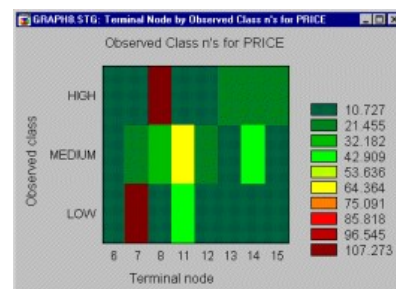 GRAPH8.STG: Terminal Node by Observed Class n's for PRICE
Observed Class n's for PRICE
Observed class
HIGH
MEDIUM
LOW
6 7 8 11 12 13 14 15
Terminal node
10.727
21.455
32.182
42.909
53.636
64.364
75.091
85.818
96.545
107.273